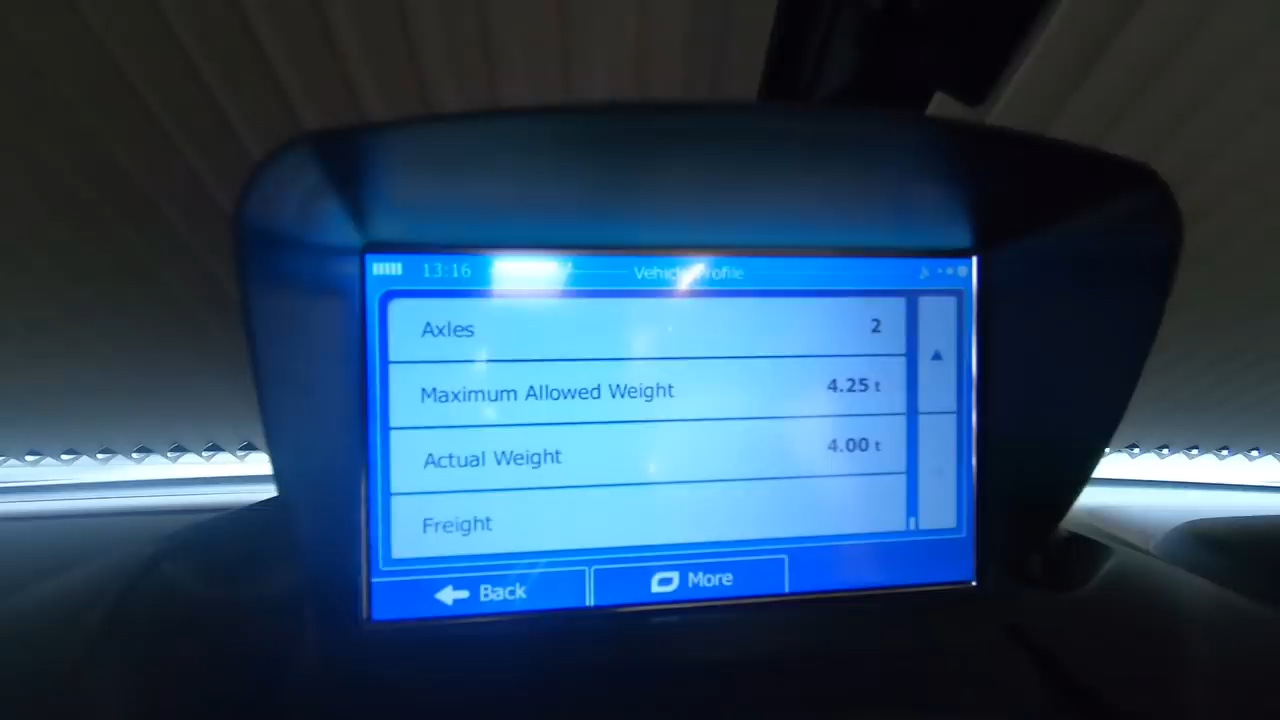 13:16
Vehicle Profile
Axles 2
Maximum Allowed Weight 4.25 t
Actual Weight 4.00 t
Freight
Back
More